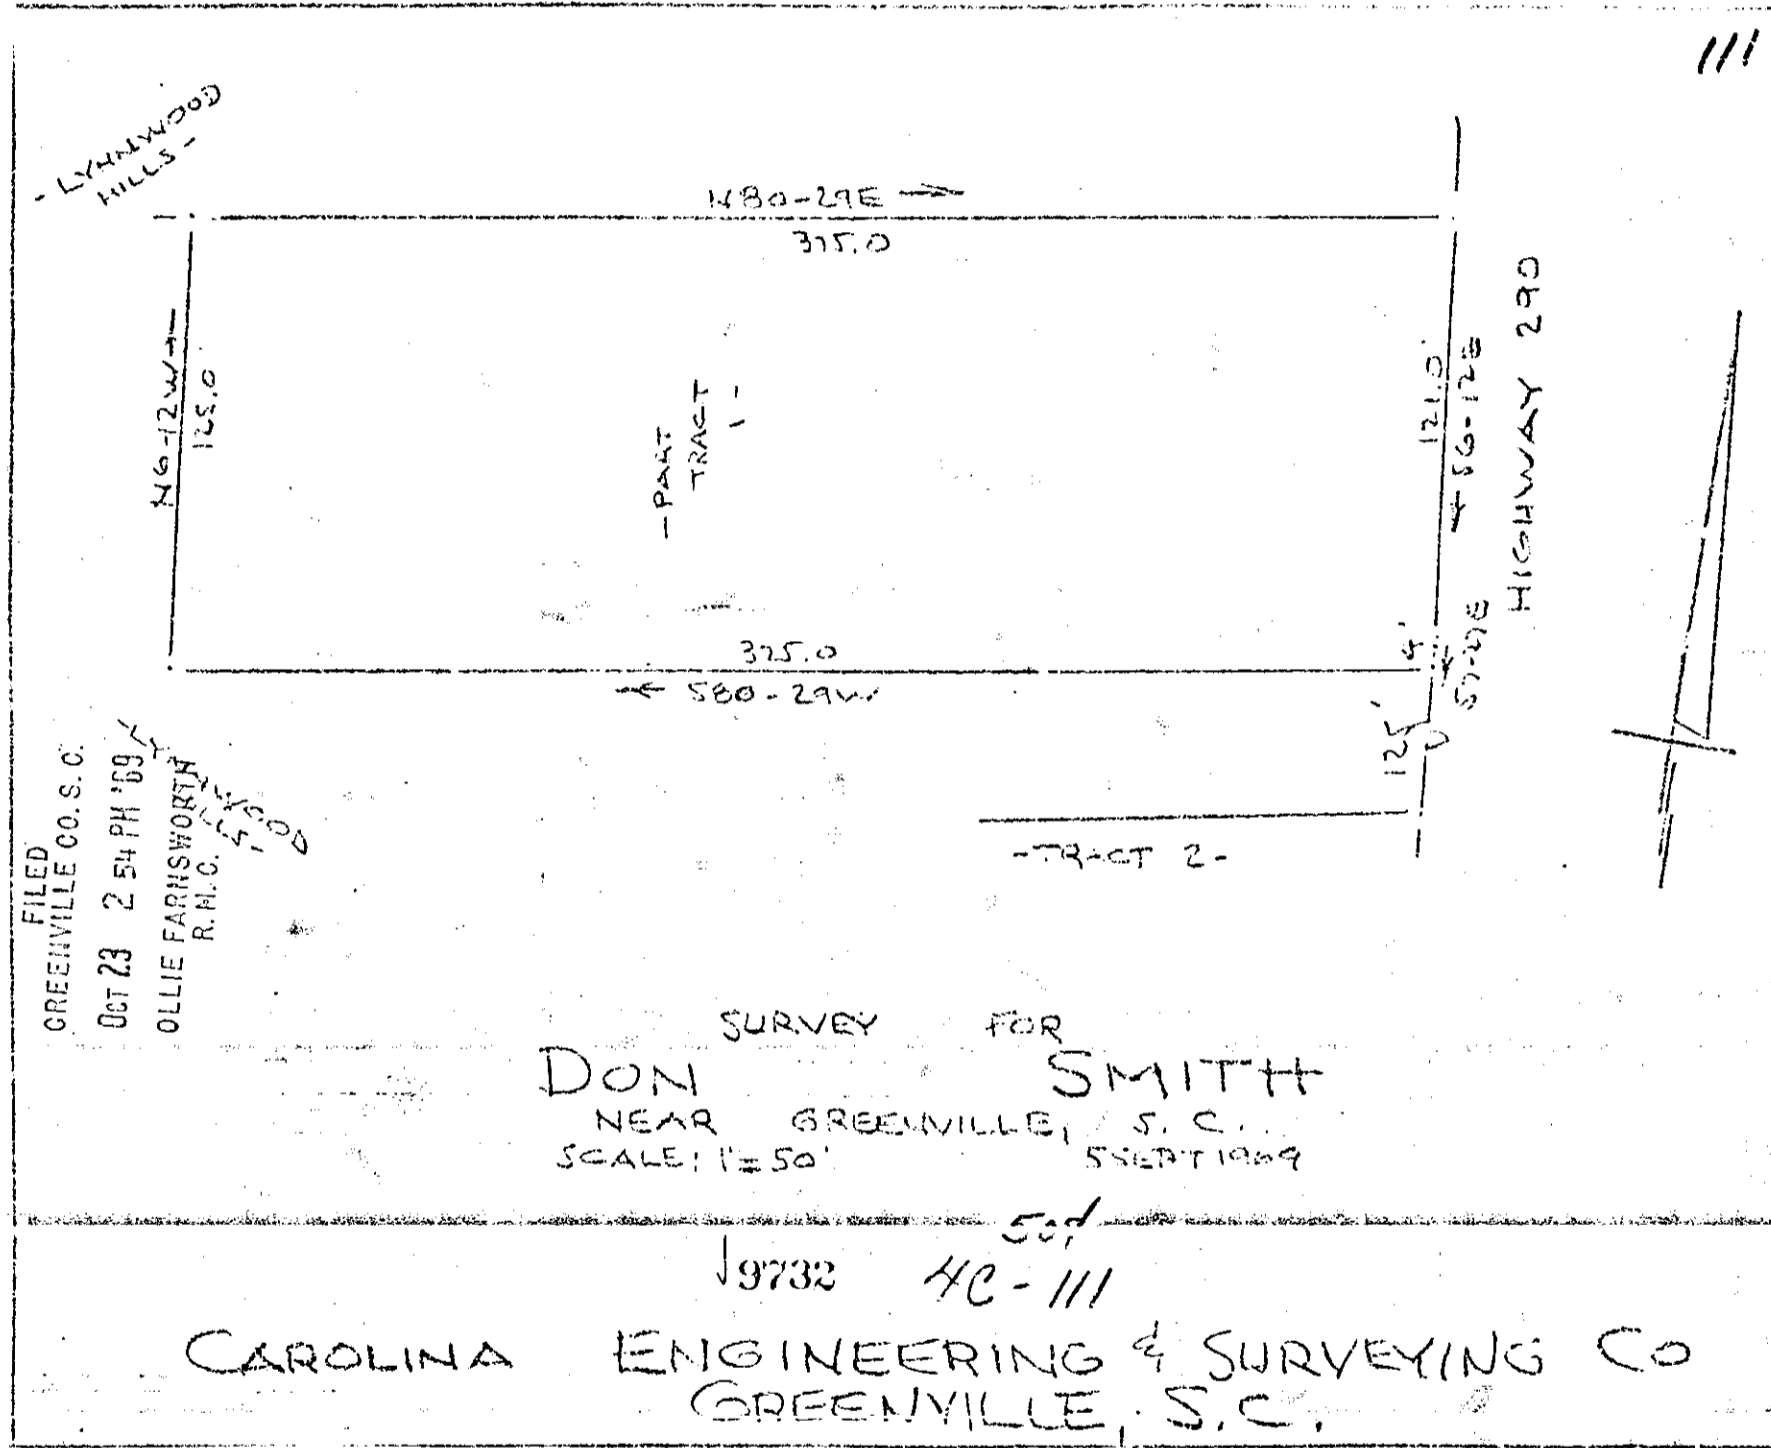 111
- LYNNWOOD
HILLS -
N80-29E →
375.0
N6-12W →
125.0
- PART
TRACT
1 -
121.0'
← S6-12E
HIGHWAY 290
4'
325.0
← S80-29W
125'
- TRACT 2 -
FILED
GREENVILLE CO. S. C.
OCT 23 2 54 PM '69
OLLIE FARNSWORTH
R.M.C.
SURVEY FOR
DON SMITH
NEAR GREENVILLE, S. C.
SCALE: 1"=50' 5 SEPT 1969
9732 4C-111
CAROLINA ENGINEERING & SURVEYING CO
GREENVILLE, S.C.